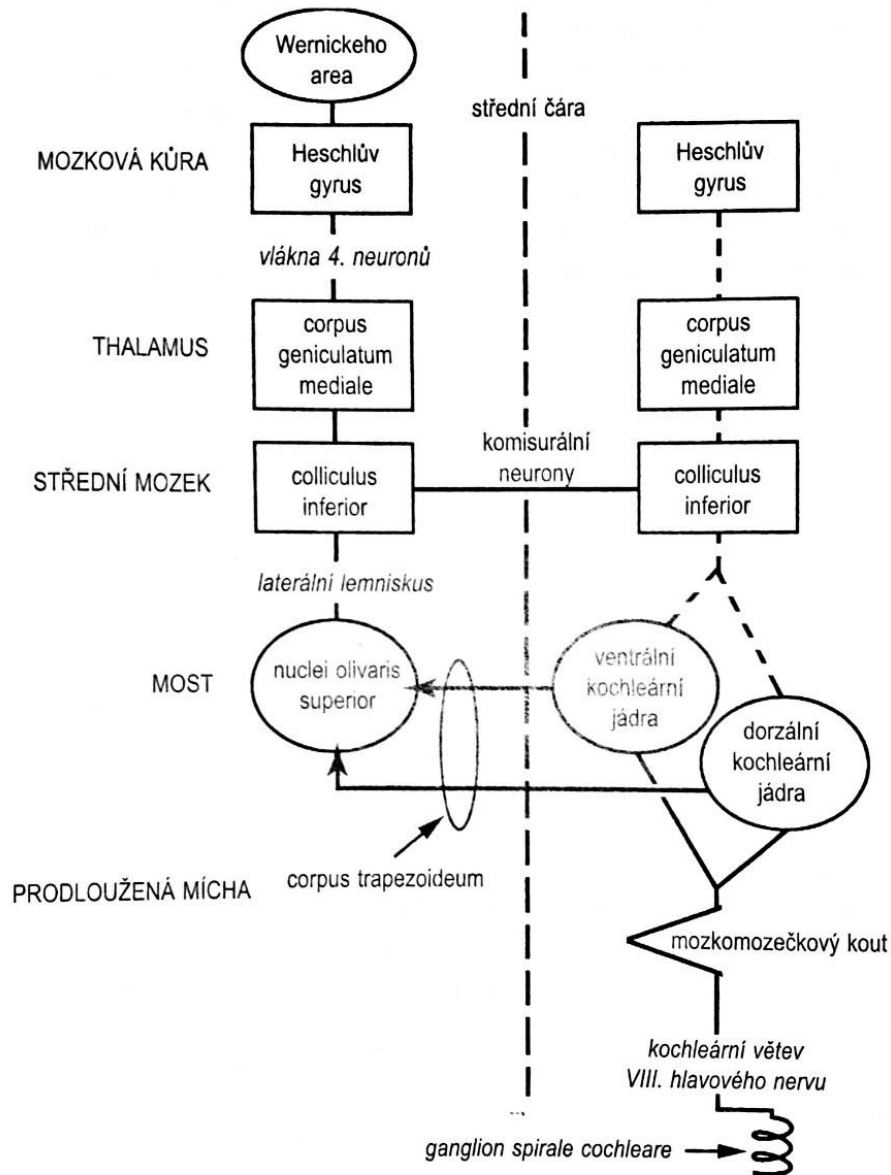 Wernickeho
area
střední čára
MOZKOVÁ KŮRA
Heschlův
gyrus
Heschlův
gyrus
vlákna 4. neuronů
THALAMUS
corpus
geniculatum
mediale
corpus
geniculatum
mediale
STŘEDNÍ MOZEK
colliculus
inferior
komisurální
neurony
colliculus
inferior
laterální lemniskus
MOST
nuclei olivaris
superior
ventrální
kochleární
jádra
dorzální
kochleární
jádra
corpus trapezoideum
PRODLOUŽENÁ MÍCHA
mozkomozečkový kout
kochleární větev
VIII. hlavového nervu
ganglion spirale cochleare